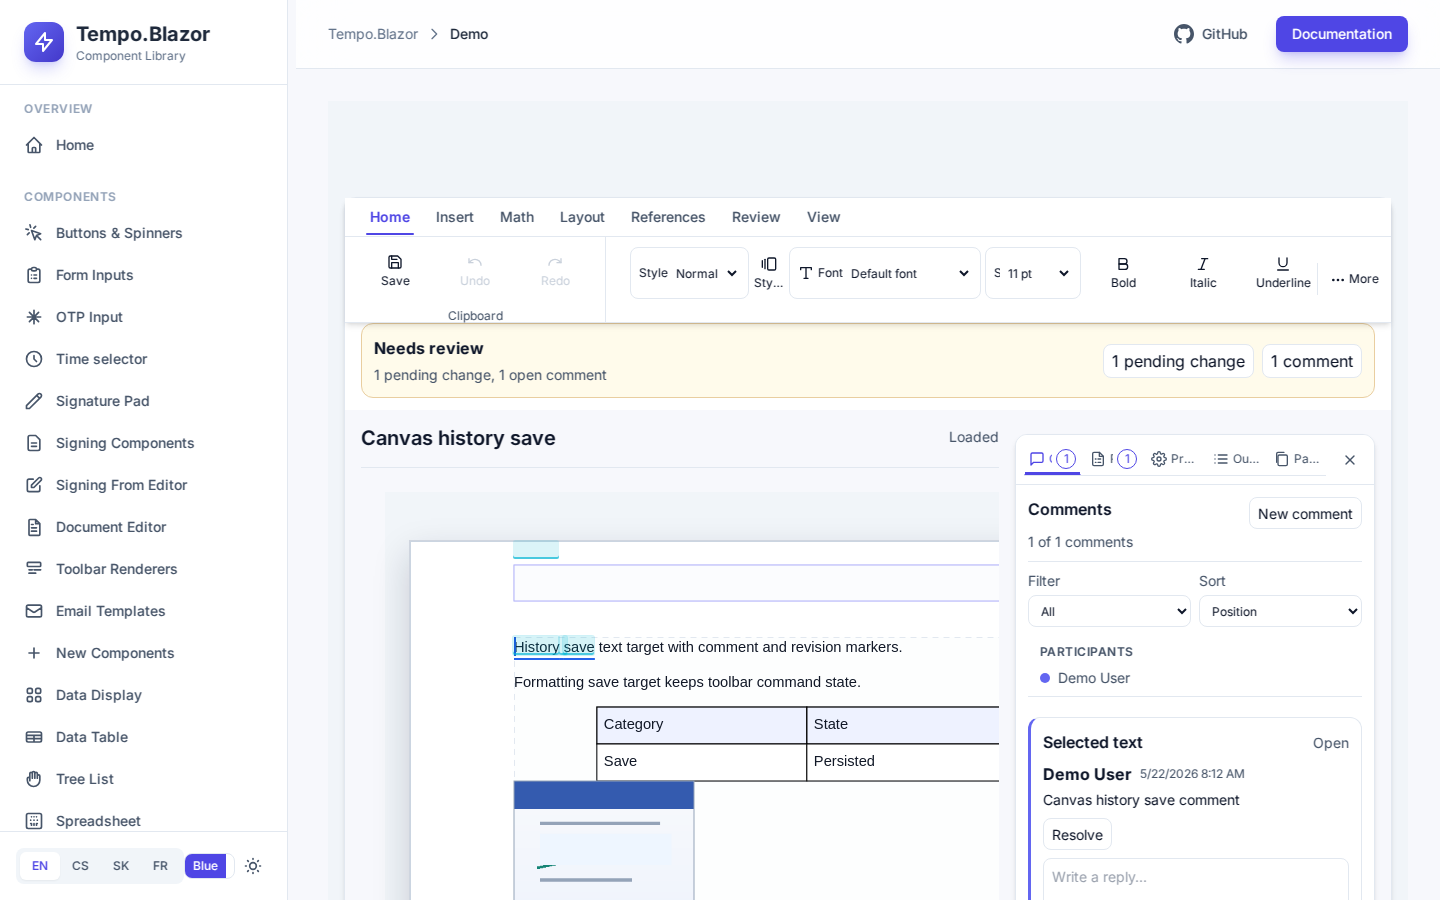 Tempo.Blazor
Component Library
OVERVIEW
Home
COMPONENTS
Buttons & Spinners
Form Inputs
OTP Input
Time selector
Signature Pad
Signing Components
Signing From Editor
Document Editor
Toolbar Renderers
Email Templates
New Components
Data Display
Data Table
Tree List
Spreadsheet
EN CS SK FR Blue
Tempo.Blazor > Demo
GitHub
Documentation
Home Insert Math Layout References Review View
Save Undo Redo
Clipboard
Style Normal
Sty...
Font Default font
S 11 pt
Bold Italic Underline
... More
Needs review
1 pending change, 1 open comment
1 pending change
1 comment
Canvas history save
Loaded
History save text target with comment and revision markers.
Formatting save target keeps toolbar command state.
Category State
Save Persisted
1 1 Pr... Ou... Pa...
Comments
New comment
1 of 1 comments
Filter Sort
All Position
PARTICIPANTS
Demo User
Selected text Open
Demo User 5/22/2026 8:12 AM
Canvas history save comment
Resolve
Write a reply...